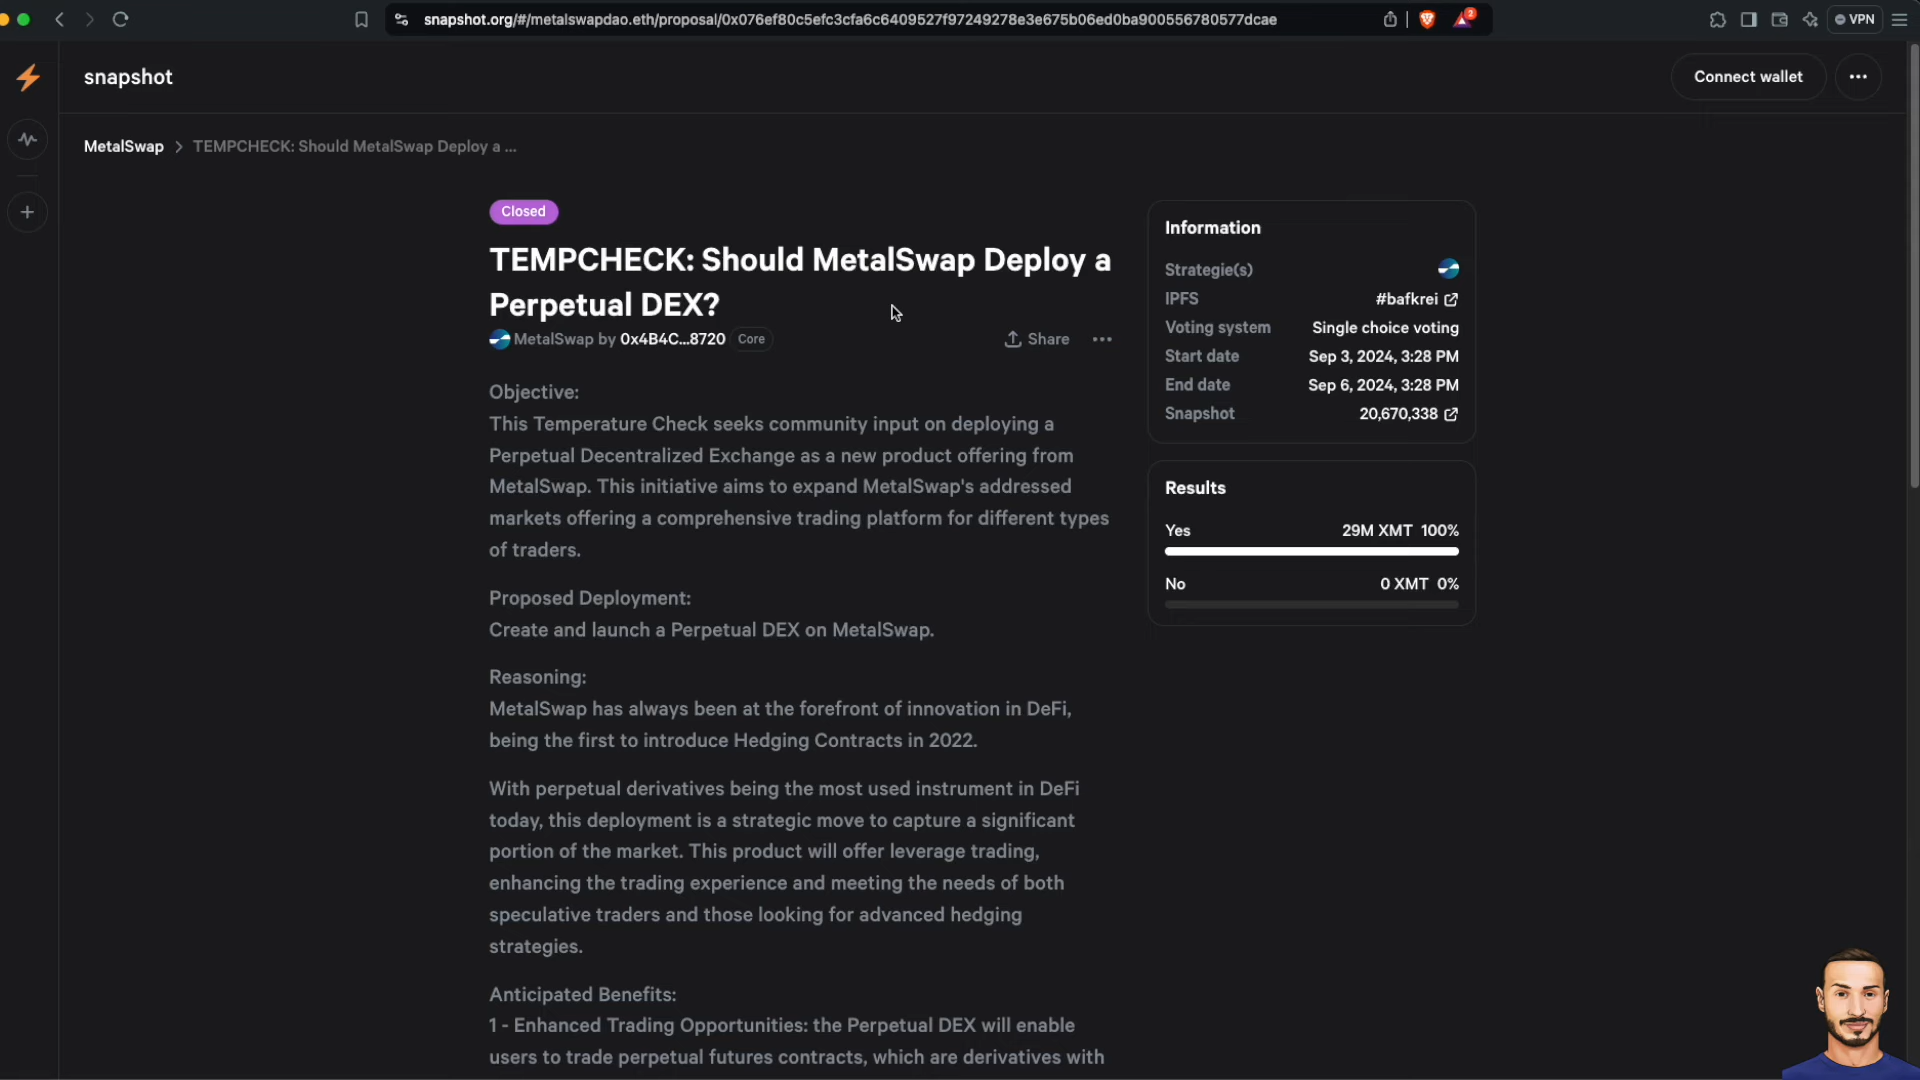 snapshot.org/#/metalswapdao.eth/proposal/0x076ef80c5efc3cfa6c6409527f97249278e3e675b06ed0ba900556780577dcae
2
VPN
snapshot
Connect wallet
MetalSwap > TEMPCHECK: Should MetalSwap Deploy a ...
Closed
TEMPCHECK: Should MetalSwap Deploy a
Perpetual DEX?
MetalSwap by 0x4B4C...8720 Core
Share
Objective:
This Temperature Check seeks community input on deploying a
Perpetual Decentralized Exchange as a new product offering from
MetalSwap. This initiative aims to expand MetalSwap's addressed
markets offering a comprehensive trading platform for different types
of traders.
Proposed Deployment:
Create and launch a Perpetual DEX on MetalSwap.
Reasoning:
MetalSwap has always been at the forefront of innovation in DeFi,
being the first to introduce Hedging Contracts in 2022.
With perpetual derivatives being the most used instrument in DeFi
today, this deployment is a strategic move to capture a significant
portion of the market. This product will offer leverage trading,
enhancing the trading experience and meeting the needs of both
speculative traders and those looking for advanced hedging
strategies.
Anticipated Benefits:
1 - Enhanced Trading Opportunities: the Perpetual DEX will enable
users to trade perpetual futures contracts, which are derivatives with
Information
Strategie(s)
IPFS #bafkrei
Voting system Single choice voting
Start date Sep 3, 2024, 3:28 PM
End date Sep 6, 2024, 3:28 PM
Snapshot 20,670,338
Results
Yes 29M XMT 100%
No 0 XMT 0%